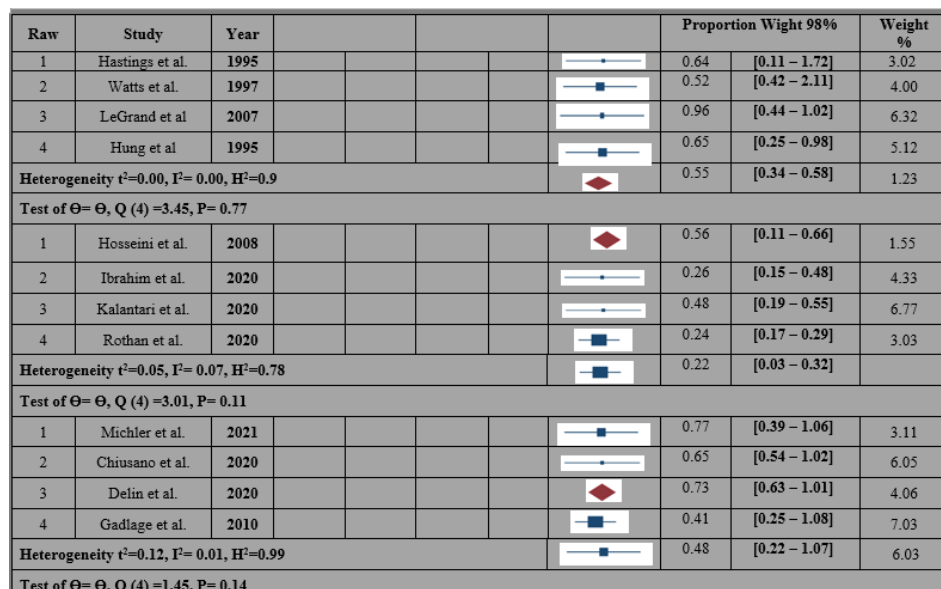 Raw Study Year Proportion Wight 98% Weight %
1 Hastings et al. 1995 0.64 [0.11 – 1.72] 3.02
2 Watts et al. 1997 0.52 [0.42 – 2.11] 4.00
3 LeGrand et al 2007 0.96 [0.44 – 1.02] 6.32
4 Hung et al 1995 0.65 [0.25 – 0.98] 5.12
Heterogeneity t²=0.00, I²= 0.00, H²=0.9 0.55 [0.34 – 0.58] 1.23
Test of Ɵ= Ɵ, Q (4) =3.45, P= 0.77
1 Hosseini et al. 2008 0.56 [0.11 – 0.66] 1.55
2 Ibrahim et al. 2020 0.26 [0.15 – 0.48] 4.33
3 Kalantari et al. 2020 0.48 [0.19 – 0.55] 6.77
4 Rothan et al. 2020 0.24 [0.17 – 0.29] 3.03
Heterogeneity t²=0.05, I²= 0.07, H²=0.78 0.22 [0.03 – 0.32]
Test of Ɵ= Ɵ, Q (4) =3.01, P= 0.11
1 Michler et al. 2021 0.77 [0.39 – 1.06] 3.11
2 Chiusano et al. 2020 0.65 [0.54 – 1.02] 6.05
3 Delin et al. 2020 0.73 [0.63 – 1.01] 4.06
4 Gadlage et al. 2010 0.41 [0.25 – 1.08] 7.03
Heterogeneity t²=0.12, I²= 0.01, H²=0.99 0.48 [0.22 – 1.07] 6.03
Test of Ɵ= Ɵ, Q (4) =1.45, P= 0.14